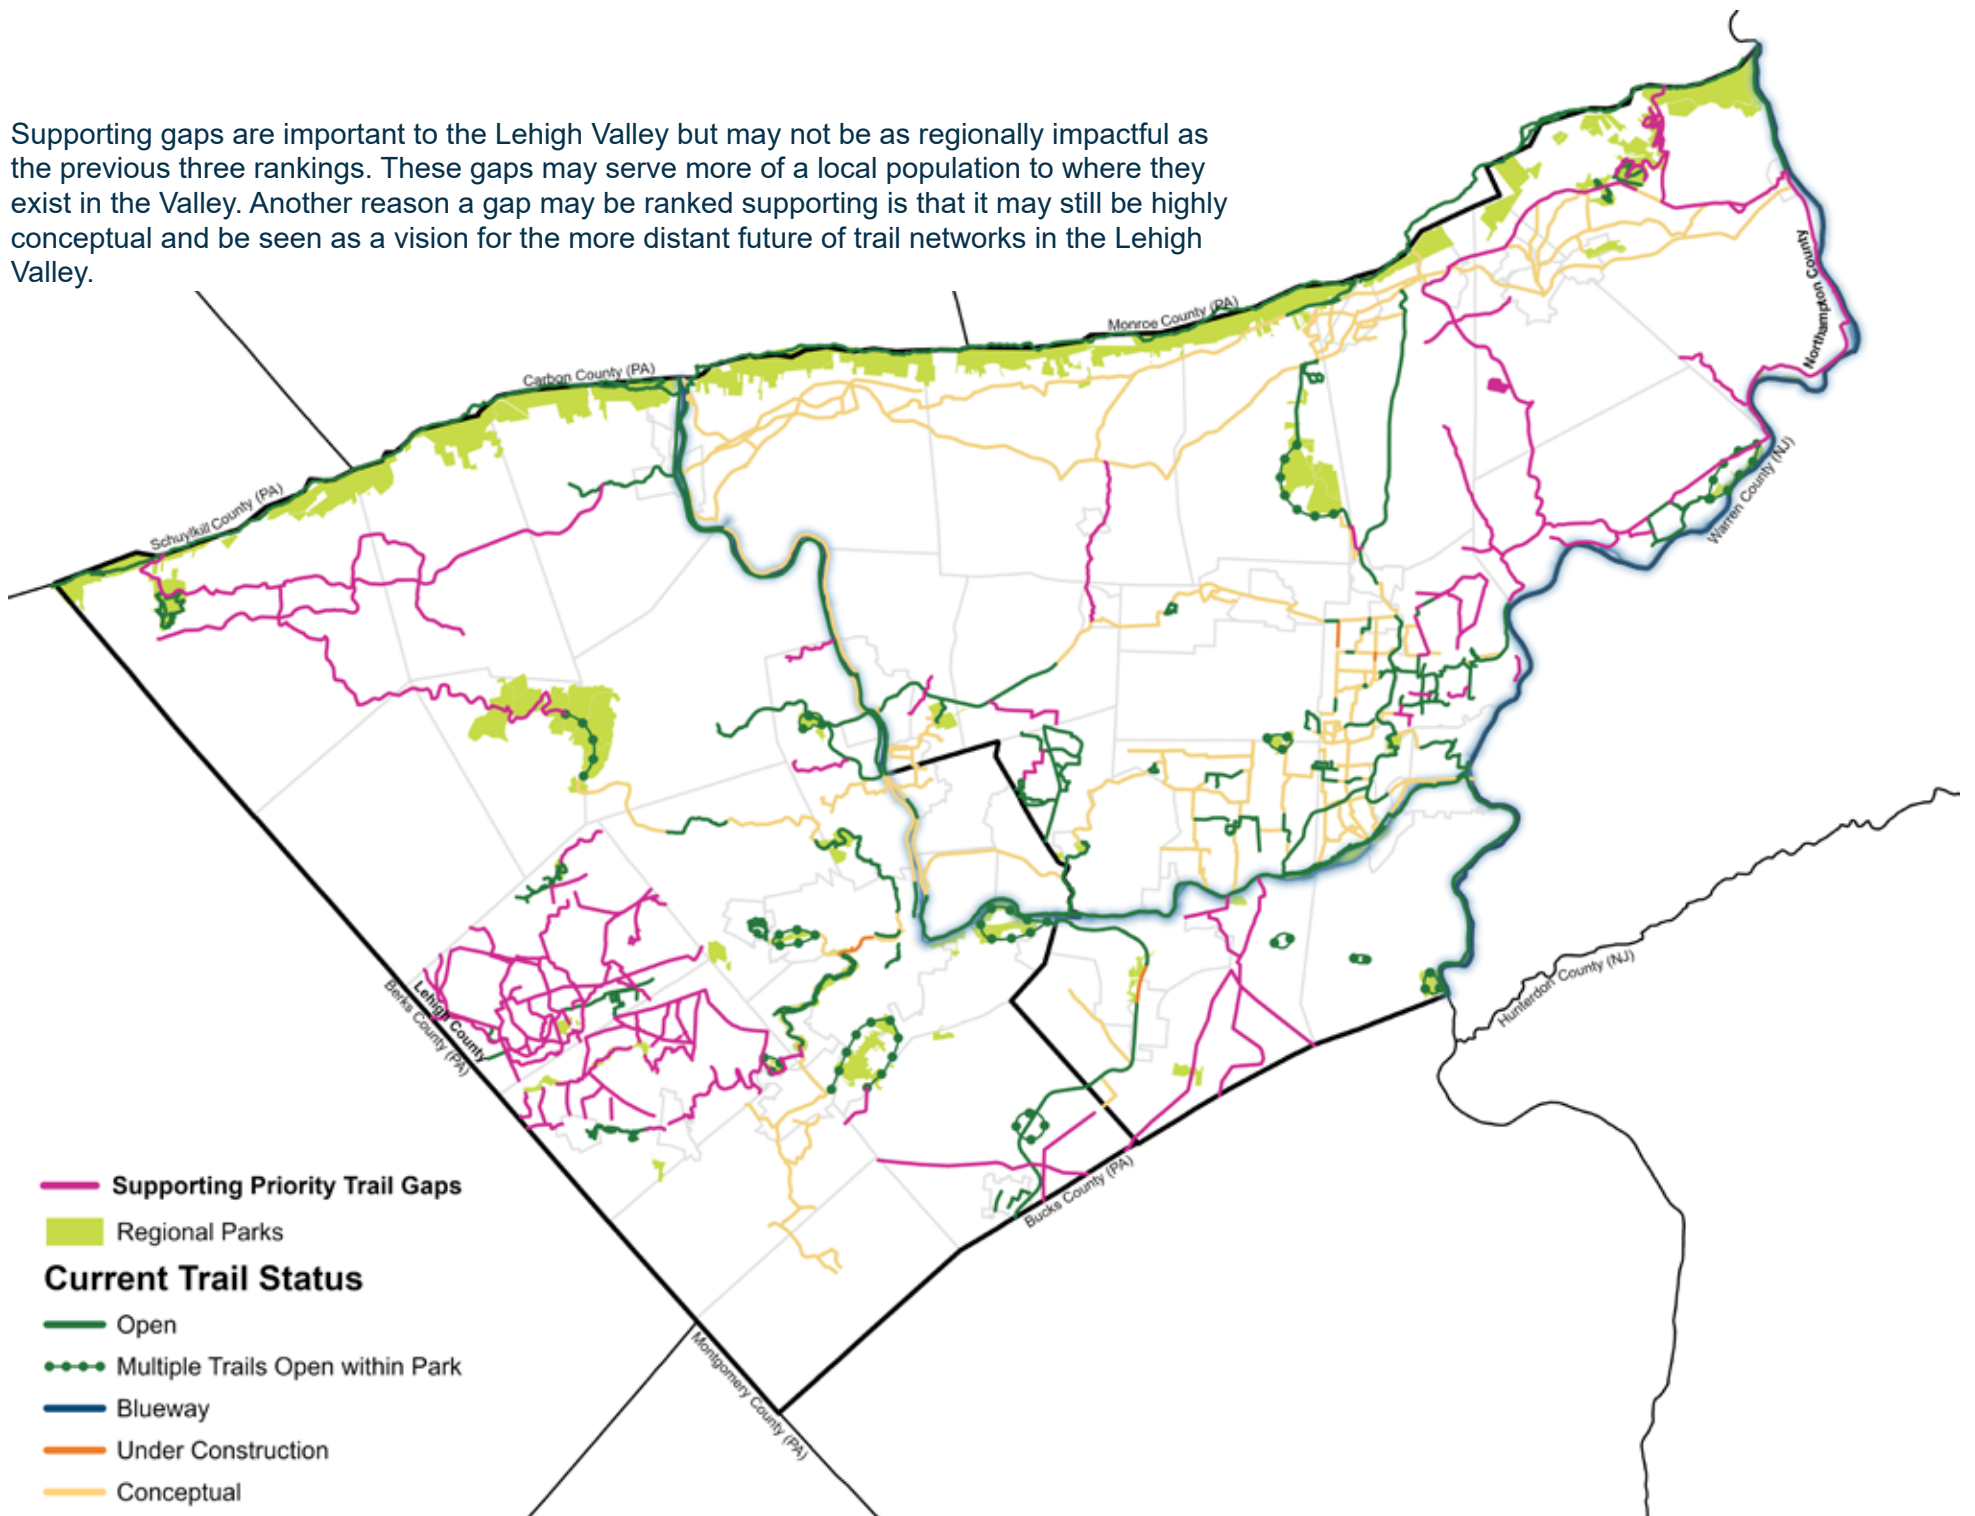 Supporting gaps are important to the Lehigh Valley but may not be as regionally impactful as
the previous three rankings. These gaps may serve more of a local population to where they
exist in the Valley. Another reason a gap may be ranked supporting is that it may still be highly
conceptual and be seen as a vision for the more distant future of trail networks in the Lehigh
Valley.
Northampton County
Monroe County (PA)
Carbon County (PA)
Schuylkill County (PA)
Warren County (NJ)
Hunterdon County (NJ)
Lehigh County
Berks County (PA)
Bucks County (PA)
Montgomery County (PA)
Supporting Priority Trail Gaps
Regional Parks
Current Trail Status
Open
Multiple Trails Open within Park
Blueway
Under Construction
Conceptual